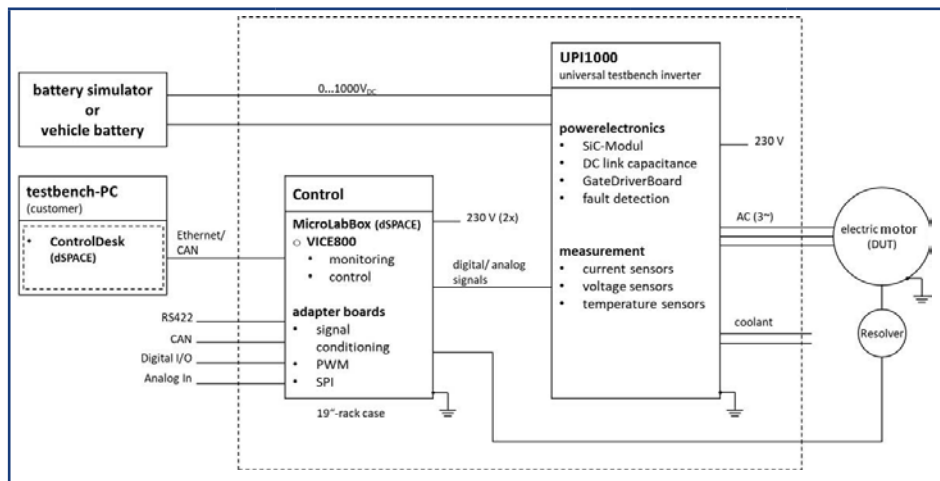 battery simulator
or
vehicle battery
0...1000VDC
UPI1000
universal testbench inverter
powerelectronics
• SiC-Modul
• DC link capacitance
• GateDriverBoard
• fault detection
measurement
• current sensors
• voltage sensors
• temperature sensors
230 V
AC (3~)
coolant
electric motor
(DUT)
Resolver
testbench-PC
(customer)
• ControlDesk
(dSPACE)
Ethernet/
CAN
Control
MicroLabBox (dSPACE)
○ VICE800
• monitoring
• control
adapter boards
• signal
conditioning
• PWM
• SPI
230 V (2x)
digital/ analog
signals
RS422
CAN
Digital I/O
Analog In
19"-rack case